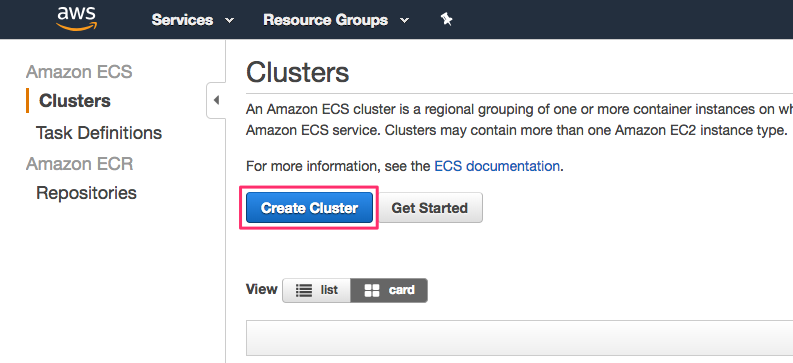 aws Services Resource Groups
Amazon ECS
Clusters
Task Definitions
Amazon ECR
Repositories
Clusters
An Amazon ECS cluster is a regional grouping of one or more container instances on
Amazon ECS service. Clusters may contain more than one Amazon EC2 instance type.
For more information, see the ECS documentation.
Create Cluster Get Started
View list card